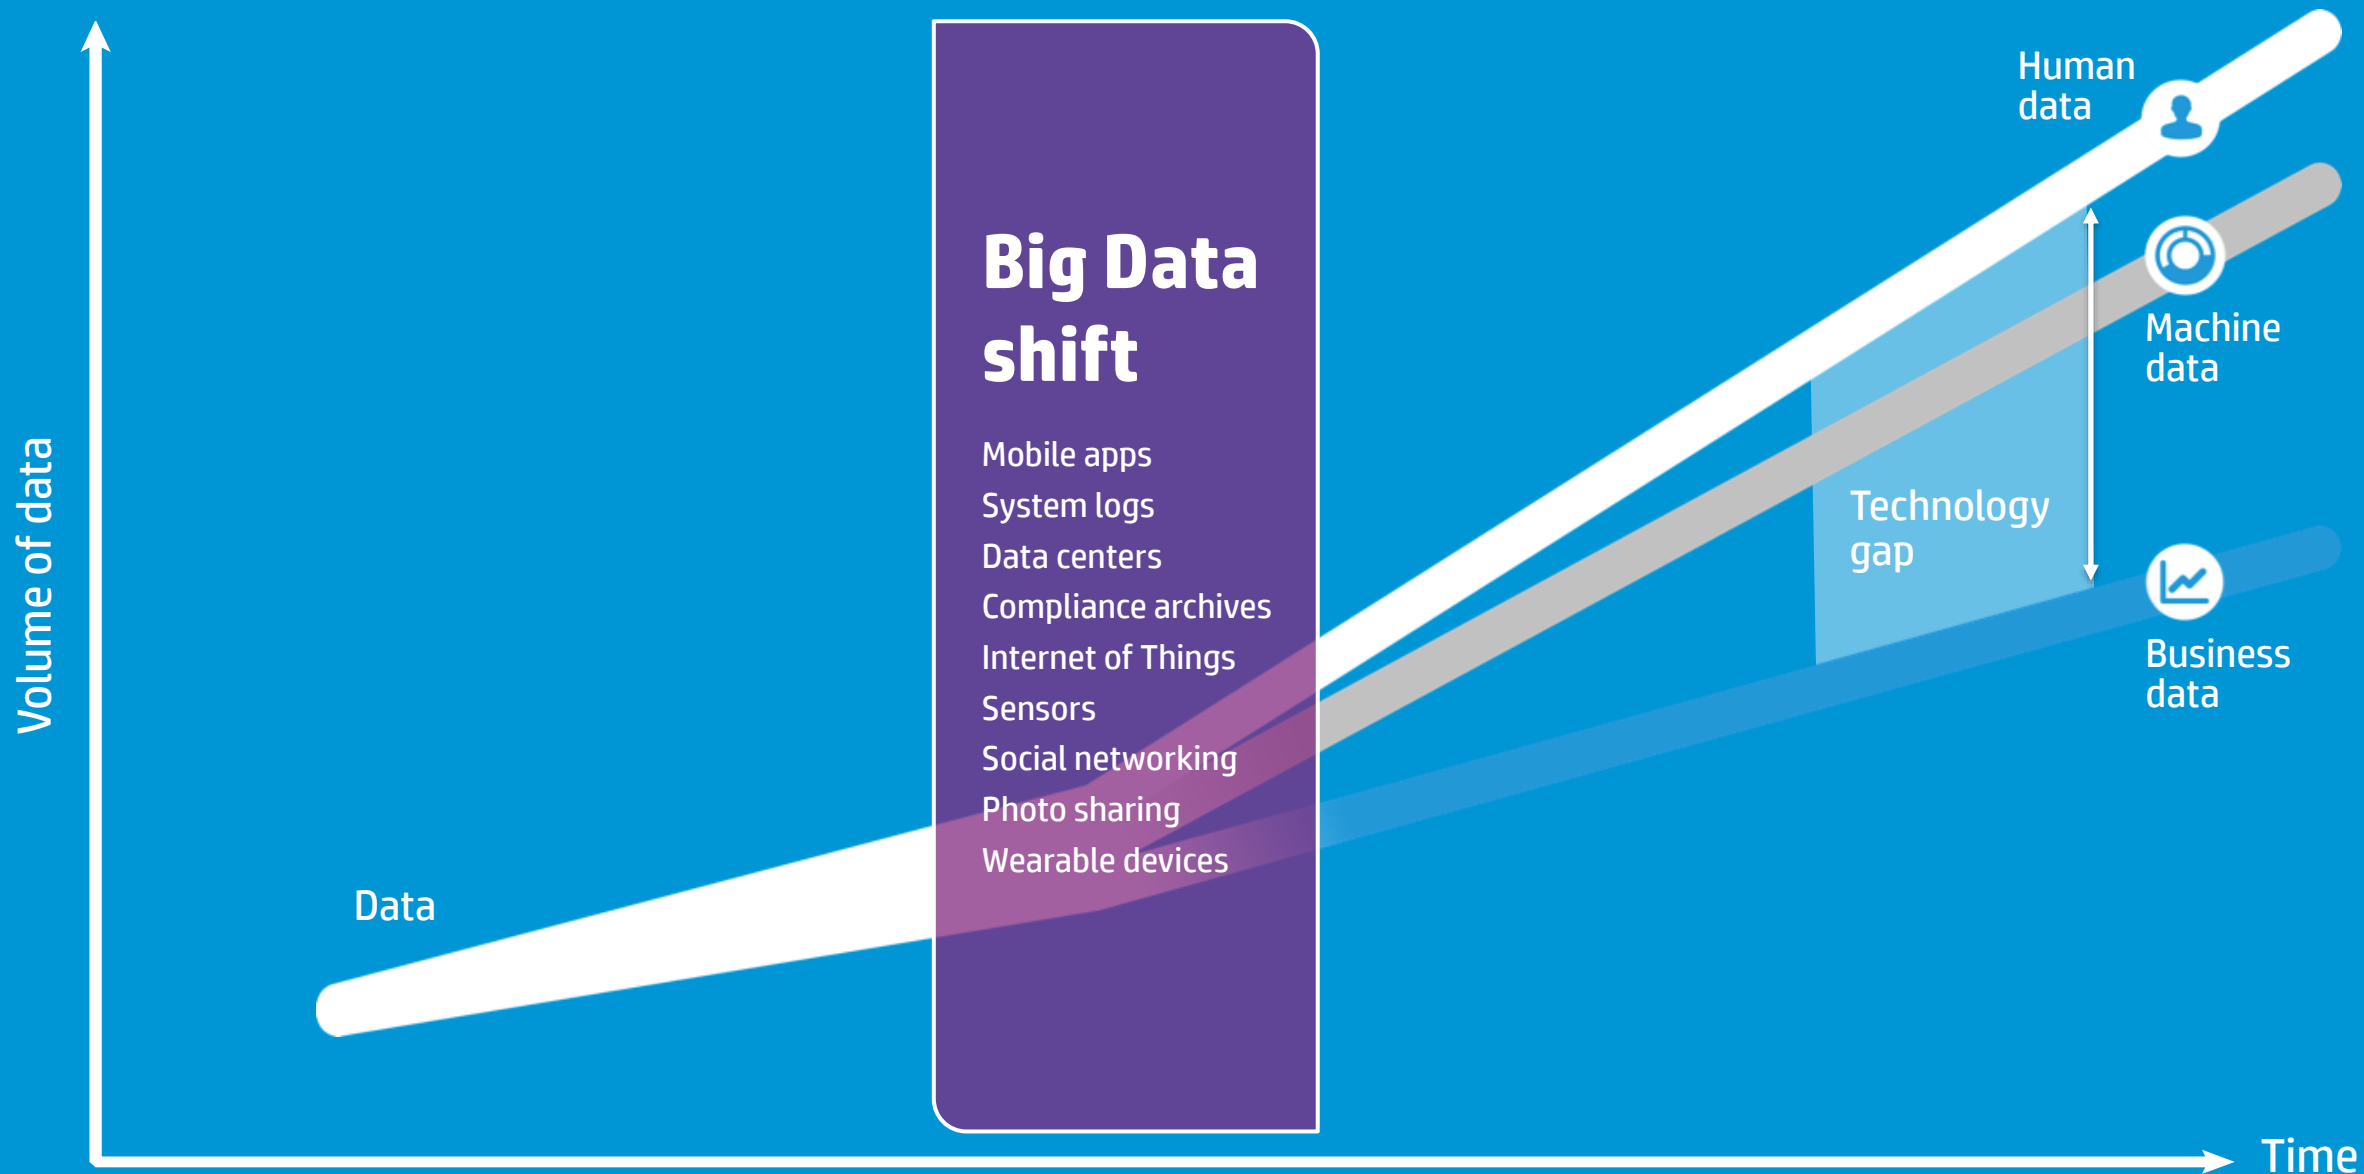 Volume of data
Data
Big Data
shift
Mobile apps
System logs
Data centers
Compliance archives
Internet of Things
Sensors
Social networking
Photo sharing
Wearable devices
Technology
gap
Human
data
Machine
data
Business
data
Time